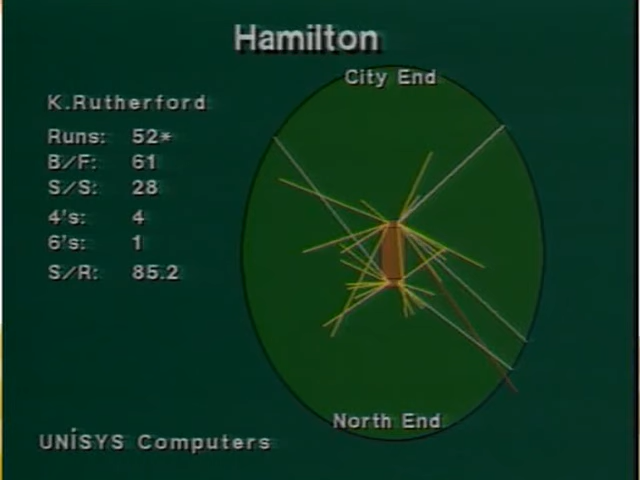 Hamilton
City End
K.Rutherford
Runs: 52*
B/F: 61
S/S: 28
4's: 4
6's: 1
S/R: 85.2
North End
UNiSYS Computers